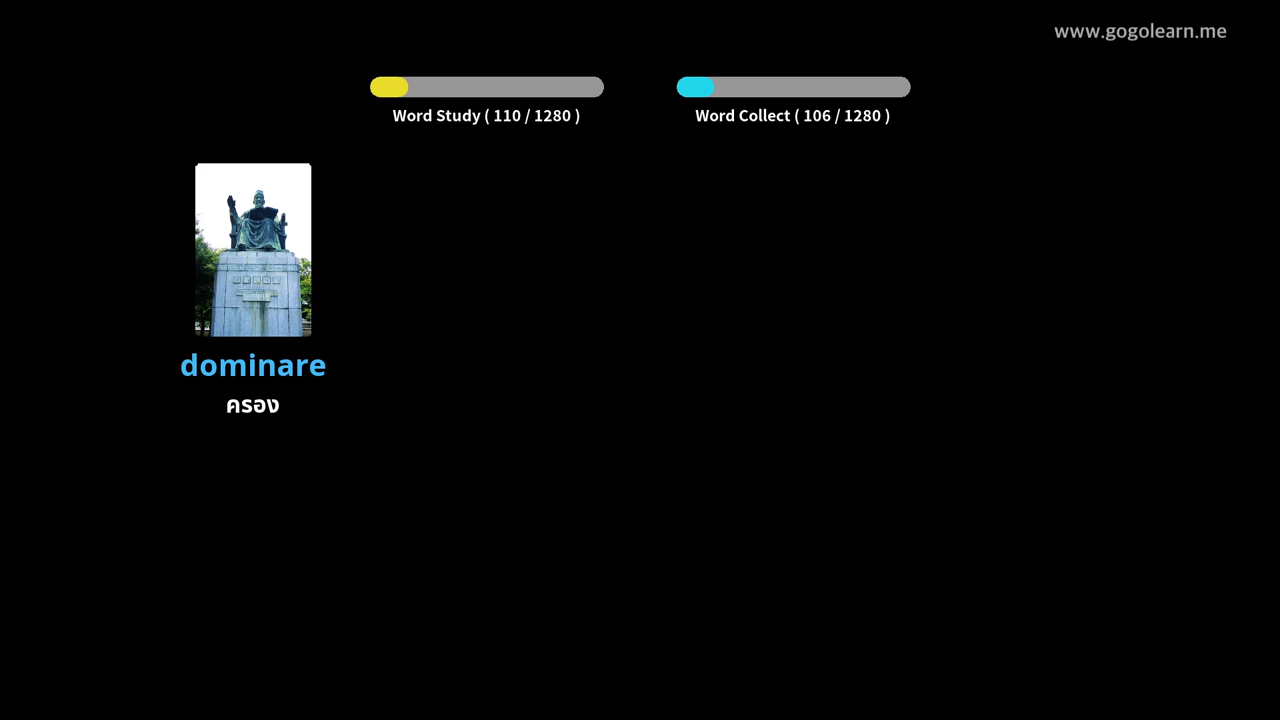 www.gogolearn.me
Word Study ( 110 / 1280 )
Word Collect ( 106 / 1280 )
dominare
ครอง